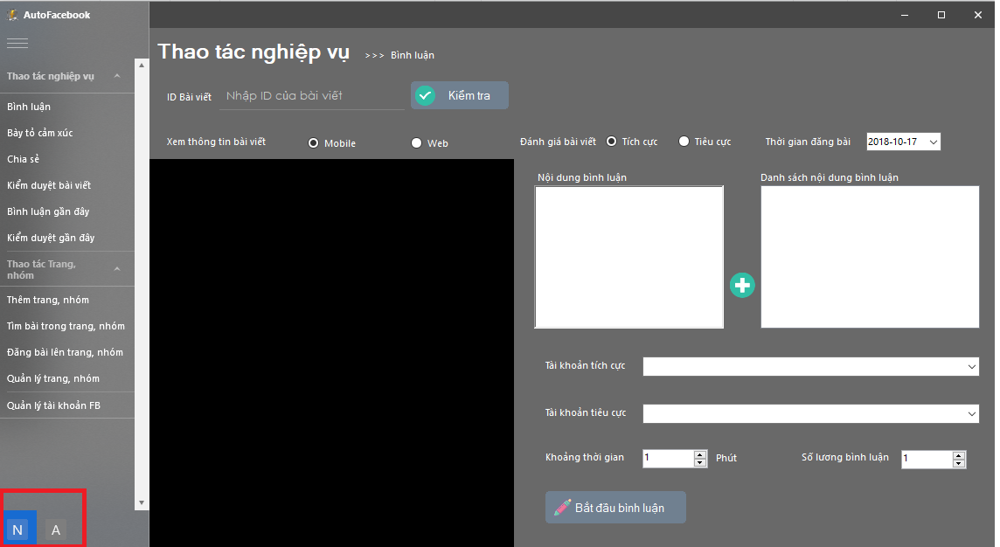 AutoFacebook
Thao tác nghiệp vụ
Bình luận
Bày tỏ cảm xúc
Chia sẻ
Kiểm duyệt bài viết
Bình luận gần đây
Kiểm duyệt gần đây
Thao tác Trang,
nhóm
Thêm trang, nhóm
Tìm bài trong trang, nhóm
Đăng bài lên trang, nhóm
Quản lý trang, nhóm
Quản lý tài khoản FB
N A
Thao tác nghiệp vụ >>> Bình luận
ID Bài viết Nhập ID của bài viết Kiểm tra
Xem thông tin bài viết Mobile Web
Đánh giá bài viết Tích cực Tiêu cực Thời gian đăng bài 2018-10-17
Nội dung bình luận Danh sách nội dung bình luận
Tài khoản tích cực
Tài khoản tiêu cực
Khoảng thời gian 1 Phút Số lương bình luận 1
Bắt đầu bình luận